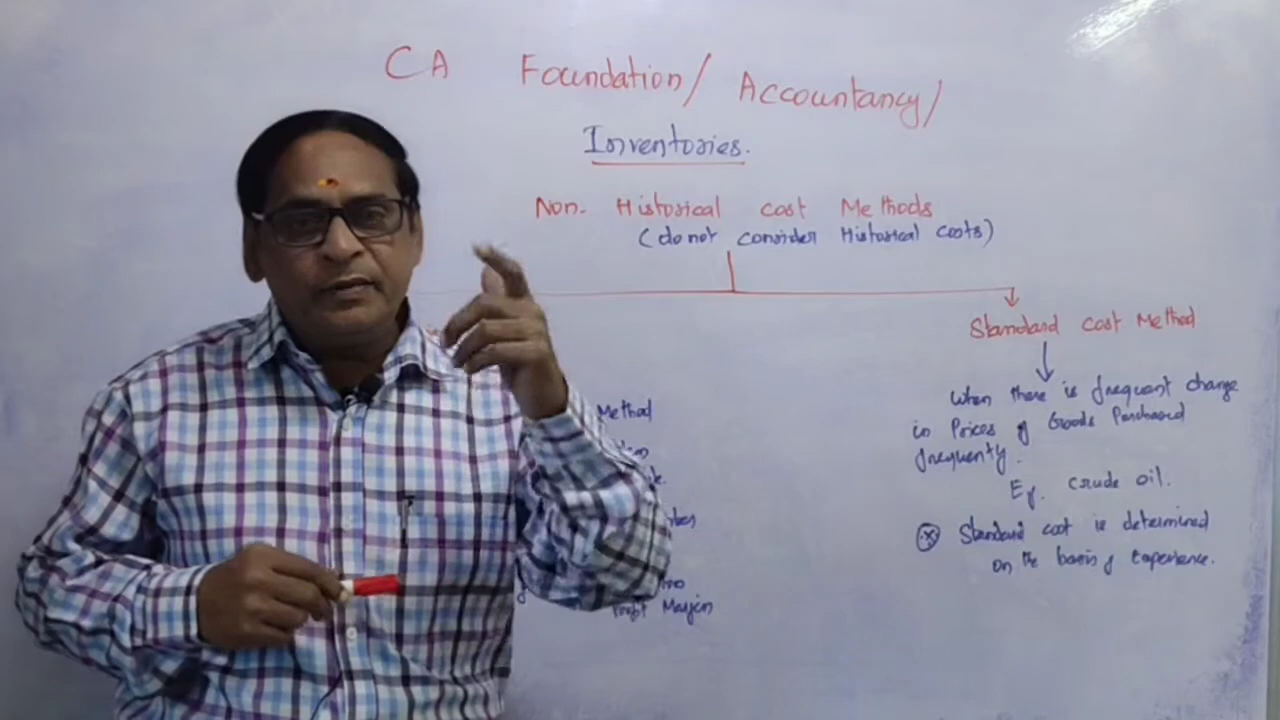 CA Foundation/ Accountancy/
Inventories.
Non- Historical cost Methods
(do not consider Historical costs)
Standard cost Method
When there is frequent change
in Prices of Goods Purchased
frequently.
Eg. Crude oil.
Standard cost is determined
on the basis of Experience.
Method
Profit Margin